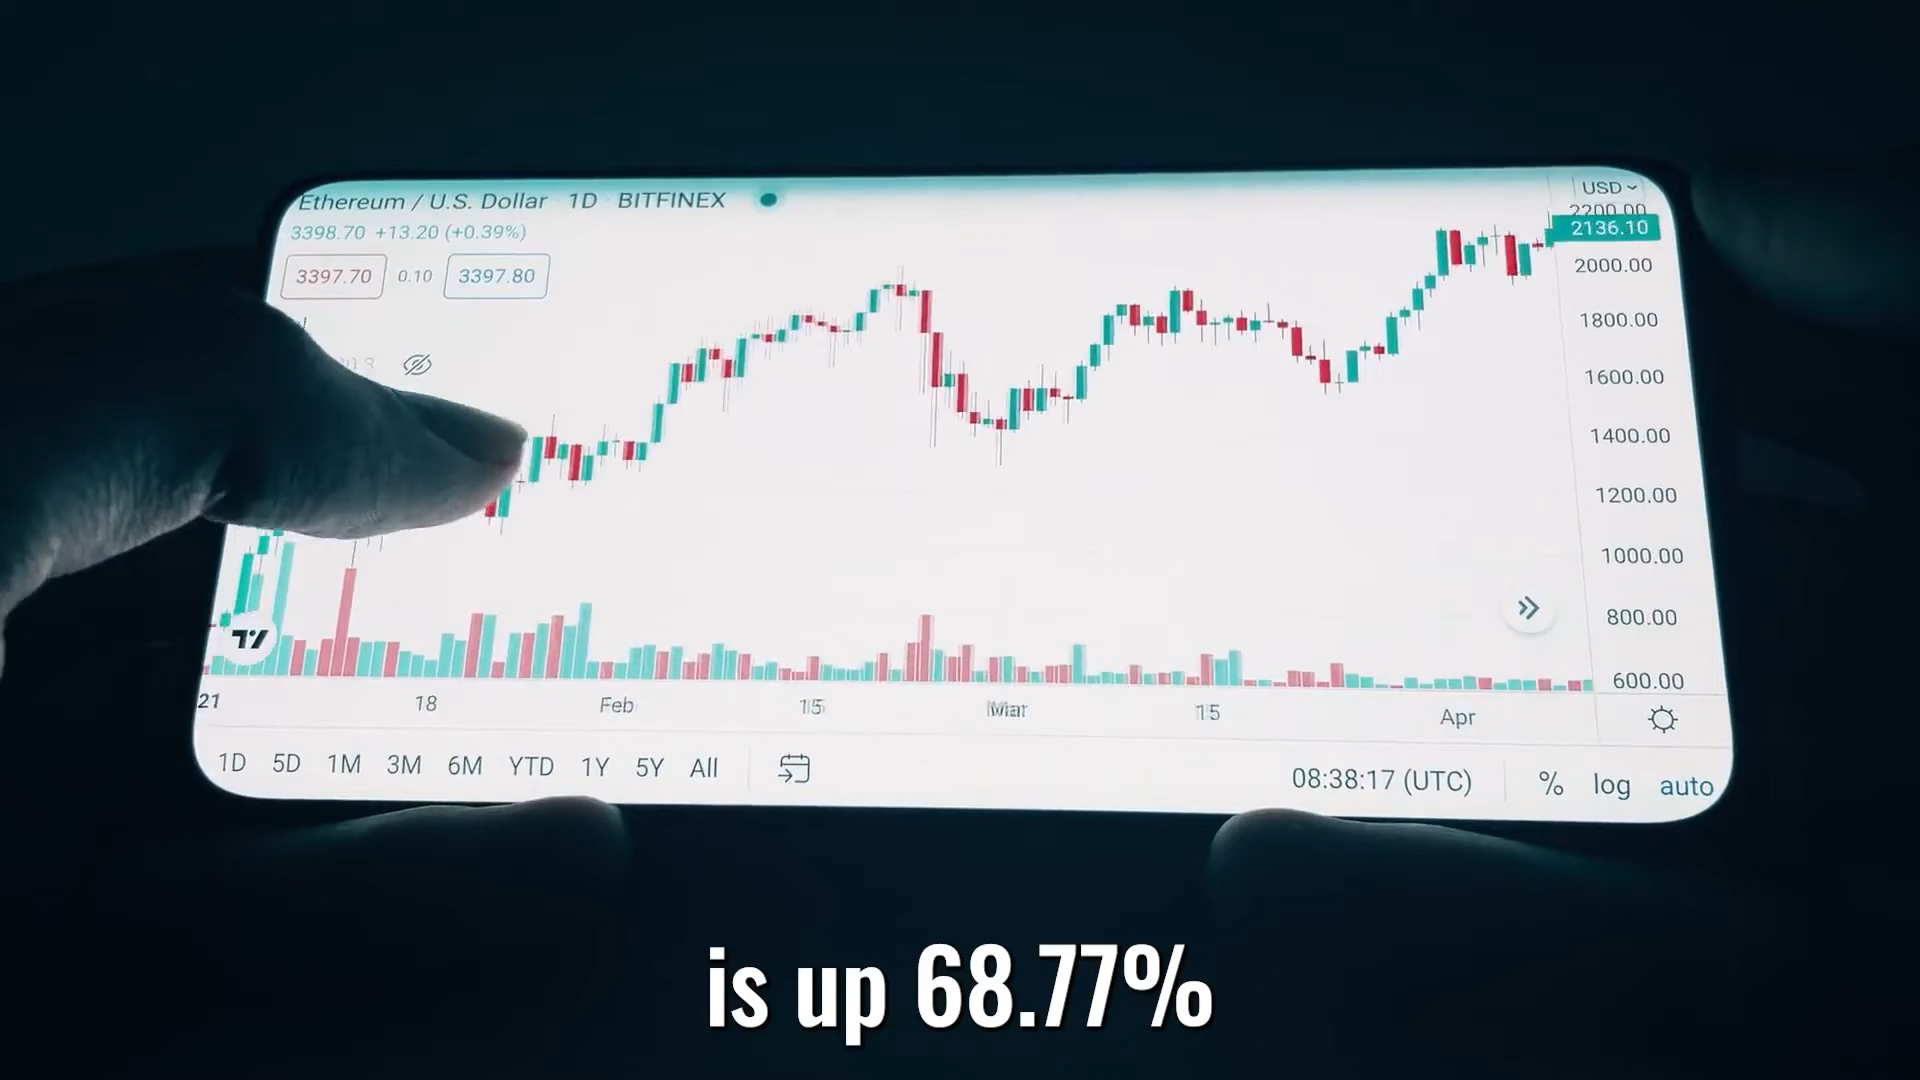 Ethereum / U.S. Dollar 1D BITFINEX
USD
3398.70 +13.20 (+0.39%)
2200.00
2136.10
3397.70 0.10 3397.80
2000.00
1800.00
1600.00
1400.00
1200.00
1000.00
800.00
600.00
21 18 Feb 15 Mar 15 Apr
1D 5D 1M 3M 6M YTD 1Y 5Y All
08:38:17 (UTC) % log auto
is up 68.77%